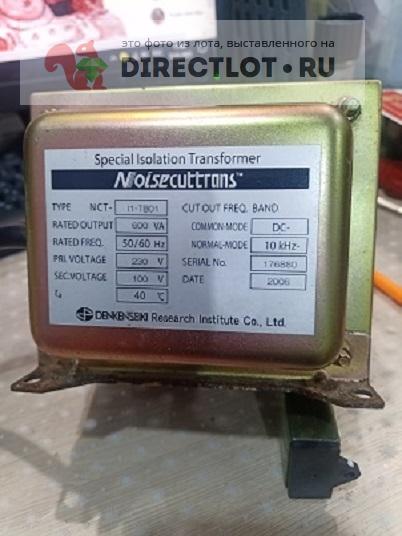 это фото из лота, выставленного на
DIRECTLOT.RU
Special Isolation Transformer
Noisecuttrans™
TYPE NCT- I1-TB01 CUT OUT FREQ. BAND
RATED OUTPUT 600 VA COMMON-MODE DC-
RATED FREQ. 50/60 Hz NORMAL-MODE 10 kHz-
PRI. VOLTAGE 230 V SERIAL No. 176880
SEC. VOLTAGE 100 V DATE 2006
40 ℃
DENKENSEIKI Research Institute Co., Ltd.